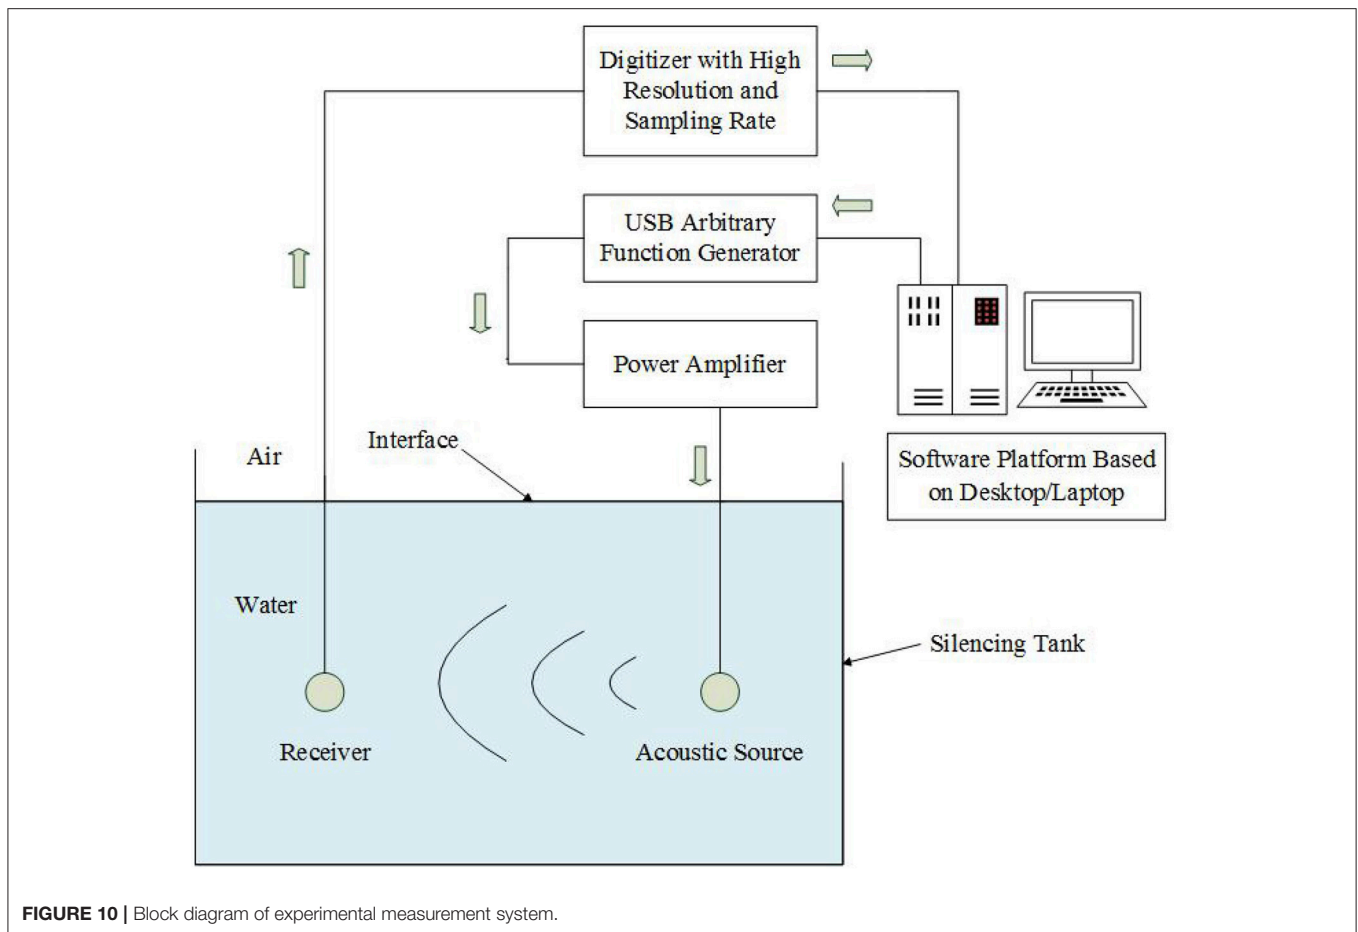 Digitizer with High
Resolution and
Sampling Rate
USB Arbitrary
Function Generator
Power Amplifier
Interface
Air
Software Platform Based
on Desktop/Laptop
Water
Silencing Tank
Receiver
Acoustic Source
FIGURE 10 | Block diagram of experimental measurement system.